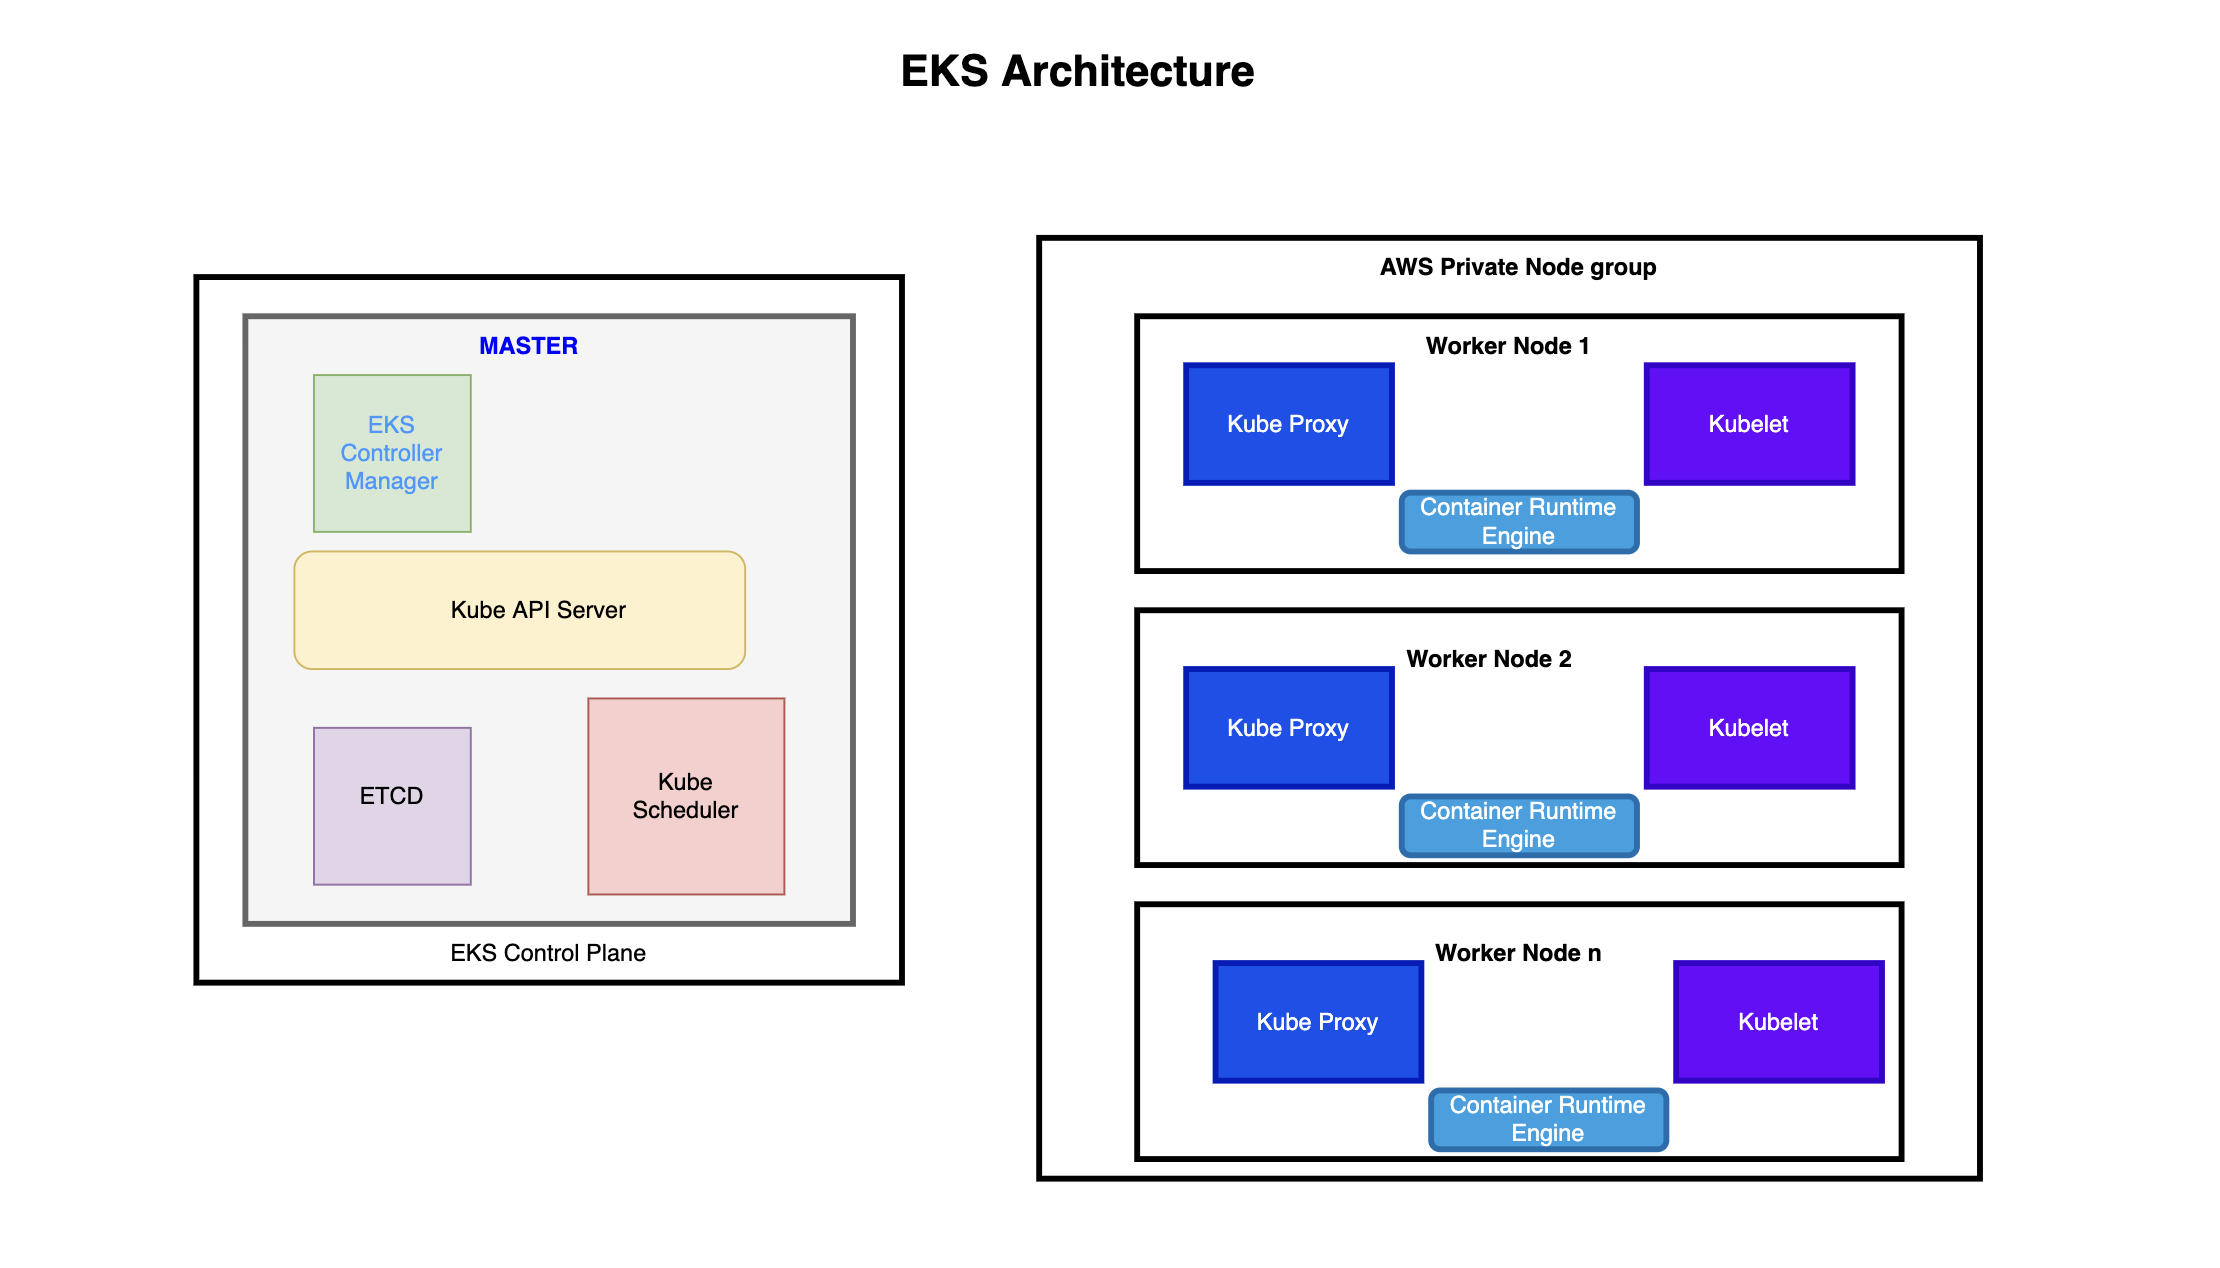 EKS Architecture
MASTER
EKS
Controller
Manager
Kube API Server
ETCD
Kube
Scheduler
EKS Control Plane
AWS Private Node group
Worker Node 1
Kube Proxy
Kubelet
Container Runtime
Engine
Worker Node 2
Kube Proxy
Kubelet
Container Runtime
Engine
Worker Node n
Kube Proxy
Kubelet
Container Runtime
Engine